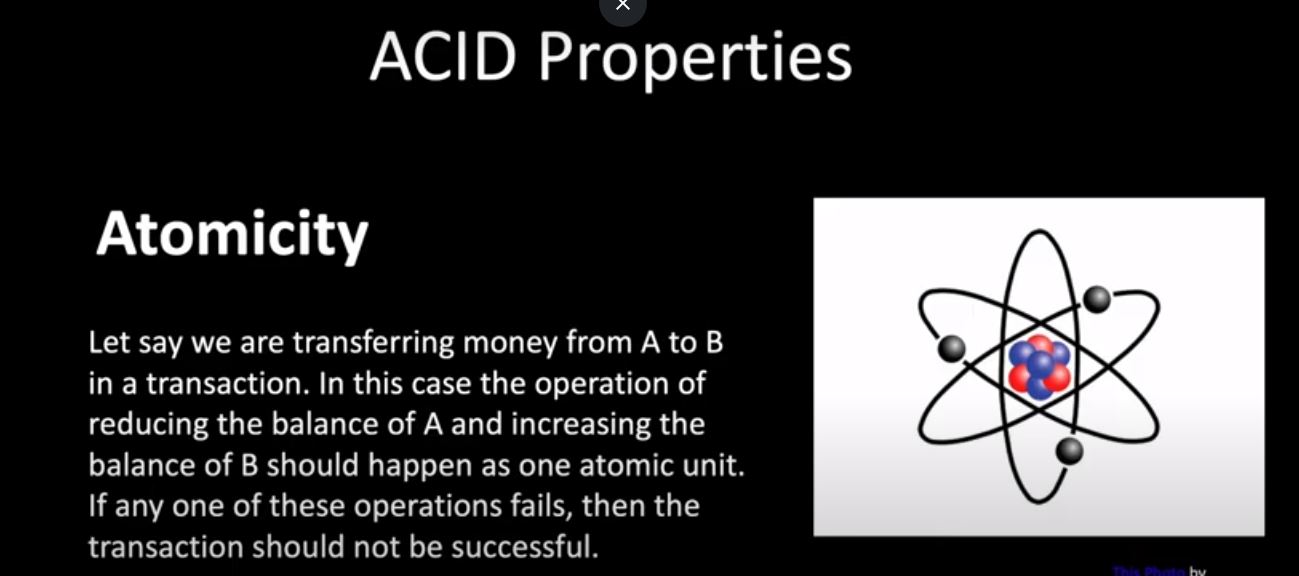 ACID Properties
Atomicity
Let say we are transferring money from A to B
in a transaction. In this case the operation of
reducing the balance of A and increasing the
balance of B should happen as one atomic unit.
If any one of these operations fails, then the
transaction should not be successful.
This Photo by